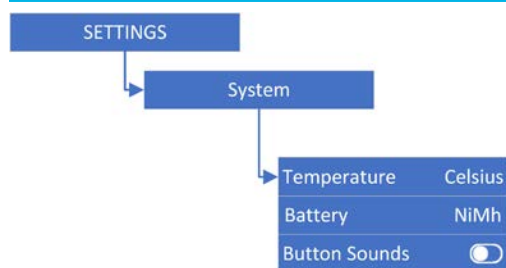 SETTINGS
System
Temperature Celsius
Battery NiMh
Button Sounds